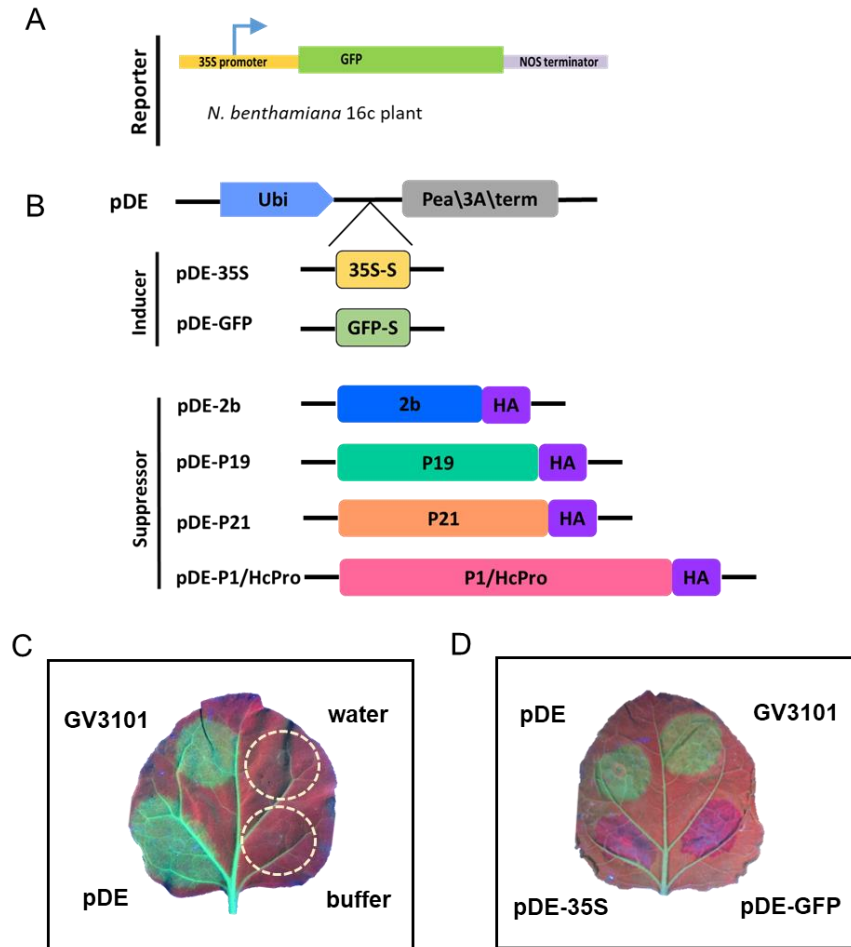 A
Reporter
35S promoter
GFP
NOS terminator
N. benthamiana 16c plant
B
pDE
Ubi
Pea\3A\term
Inducer
pDE-35S
35S-S
pDE-GFP
GFP-S
Suppressor
pDE-2b
2b
HA
pDE-P19
P19
HA
pDE-P21
P21
HA
pDE-P1/HcPro
P1/HcPro
HA
C
GV3101
water
pDE
buffer
D
pDE
GV3101
pDE-35S
pDE-GFP